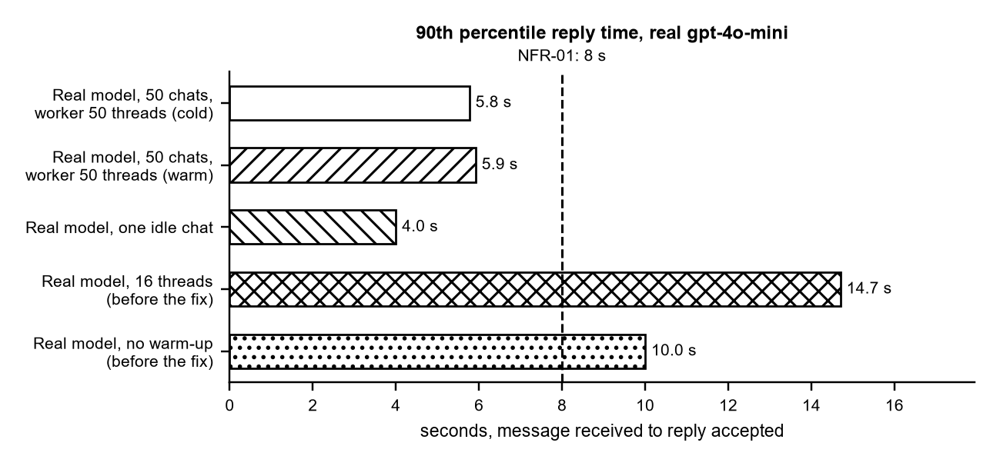 90th percentile reply time, real gpt-4o-mini
NFR-01: 8 s
Real model, 50 chats,
worker 50 threads (cold)
5.8 s
Real model, 50 chats,
worker 50 threads (warm)
5.9 s
Real model, one idle chat
4.0 s
Real model, 16 threads
(before the fix)
14.7 s
Real model, no warm-up
(before the fix)
10.0 s
0 2 4 6 8 10 12 14 16
seconds, message received to reply accepted